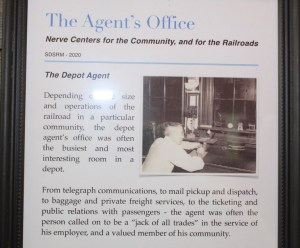 The Agent's Office
Nerve Centers for the Community, and for the Railroads
SDSRM - 2020
The Depot Agent
Depending size
and operations of the
railroad in a particular
community, the depot
agent's office was often
the busiest and most
interesting room in a
depot.
From telegraph communications, to mail pickup and dispatch,
to baggage and private freight services, to the ticketing and
public relations with passengers - the agent was often the
person called on to be a "jack of all trades" in the service of
his employer, and a valued member of his community.